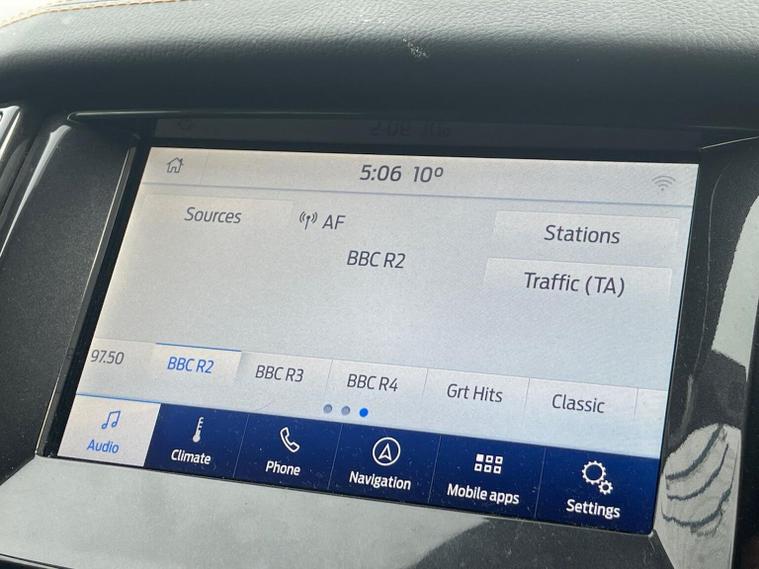 5:06 10°
Sources
AF
Stations
BBC R2
Traffic (TA)
97.50
BBC R2
BBC R3
BBC R4
Grt Hits
Classic
Audio
Climate
Phone
Navigation
Mobile apps
Settings